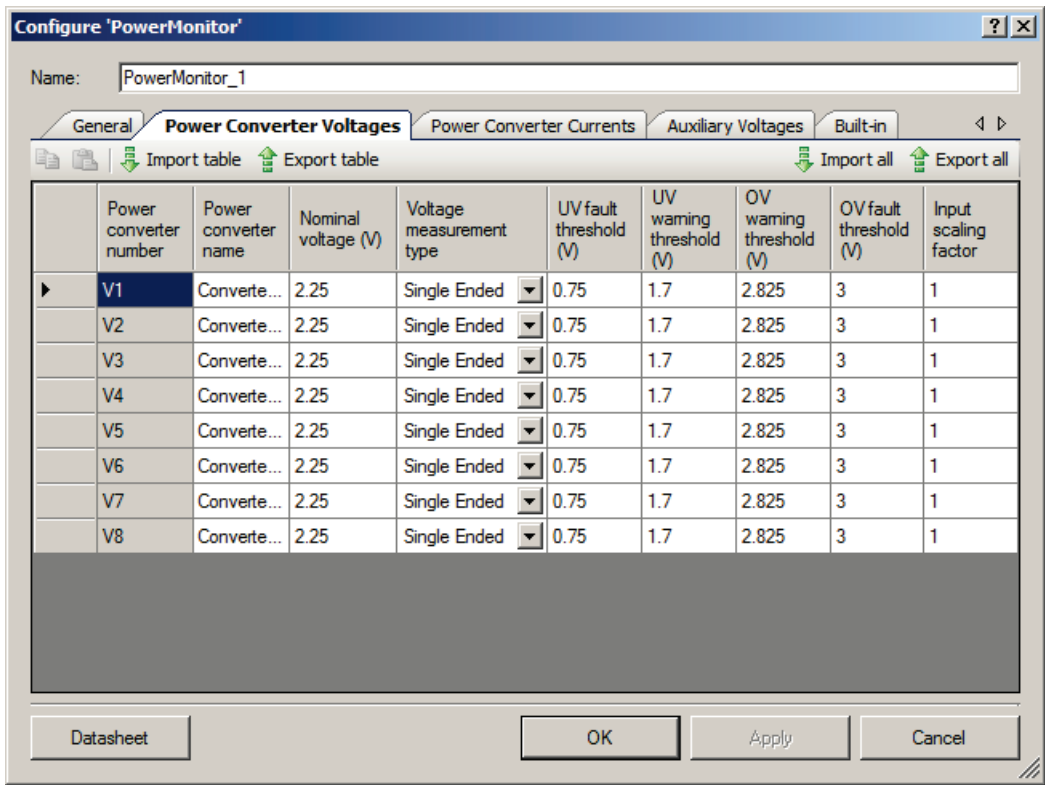 Configure 'PowerMonitor'
Name: PowerMonitor_1
General Power Converter Voltages Power Converter Currents Auxiliary Voltages Built-in
Import table Export table Import all Export all
Power converter number Power converter name Nominal voltage (V) Voltage measurement type UV fault threshold (V) UV warning threshold (V) OV warning threshold (V) OV fault threshold (V) Input scaling factor
V1 Converte... 2.25 Single Ended 0.75 1.7 2.825 3 1
V2 Converte... 2.25 Single Ended 0.75 1.7 2.825 3 1
V3 Converte... 2.25 Single Ended 0.75 1.7 2.825 3 1
V4 Converte... 2.25 Single Ended 0.75 1.7 2.825 3 1
V5 Converte... 2.25 Single Ended 0.75 1.7 2.825 3 1
V6 Converte... 2.25 Single Ended 0.75 1.7 2.825 3 1
V7 Converte... 2.25 Single Ended 0.75 1.7 2.825 3 1
V8 Converte... 2.25 Single Ended 0.75 1.7 2.825 3 1
Datasheet OK Apply Cancel